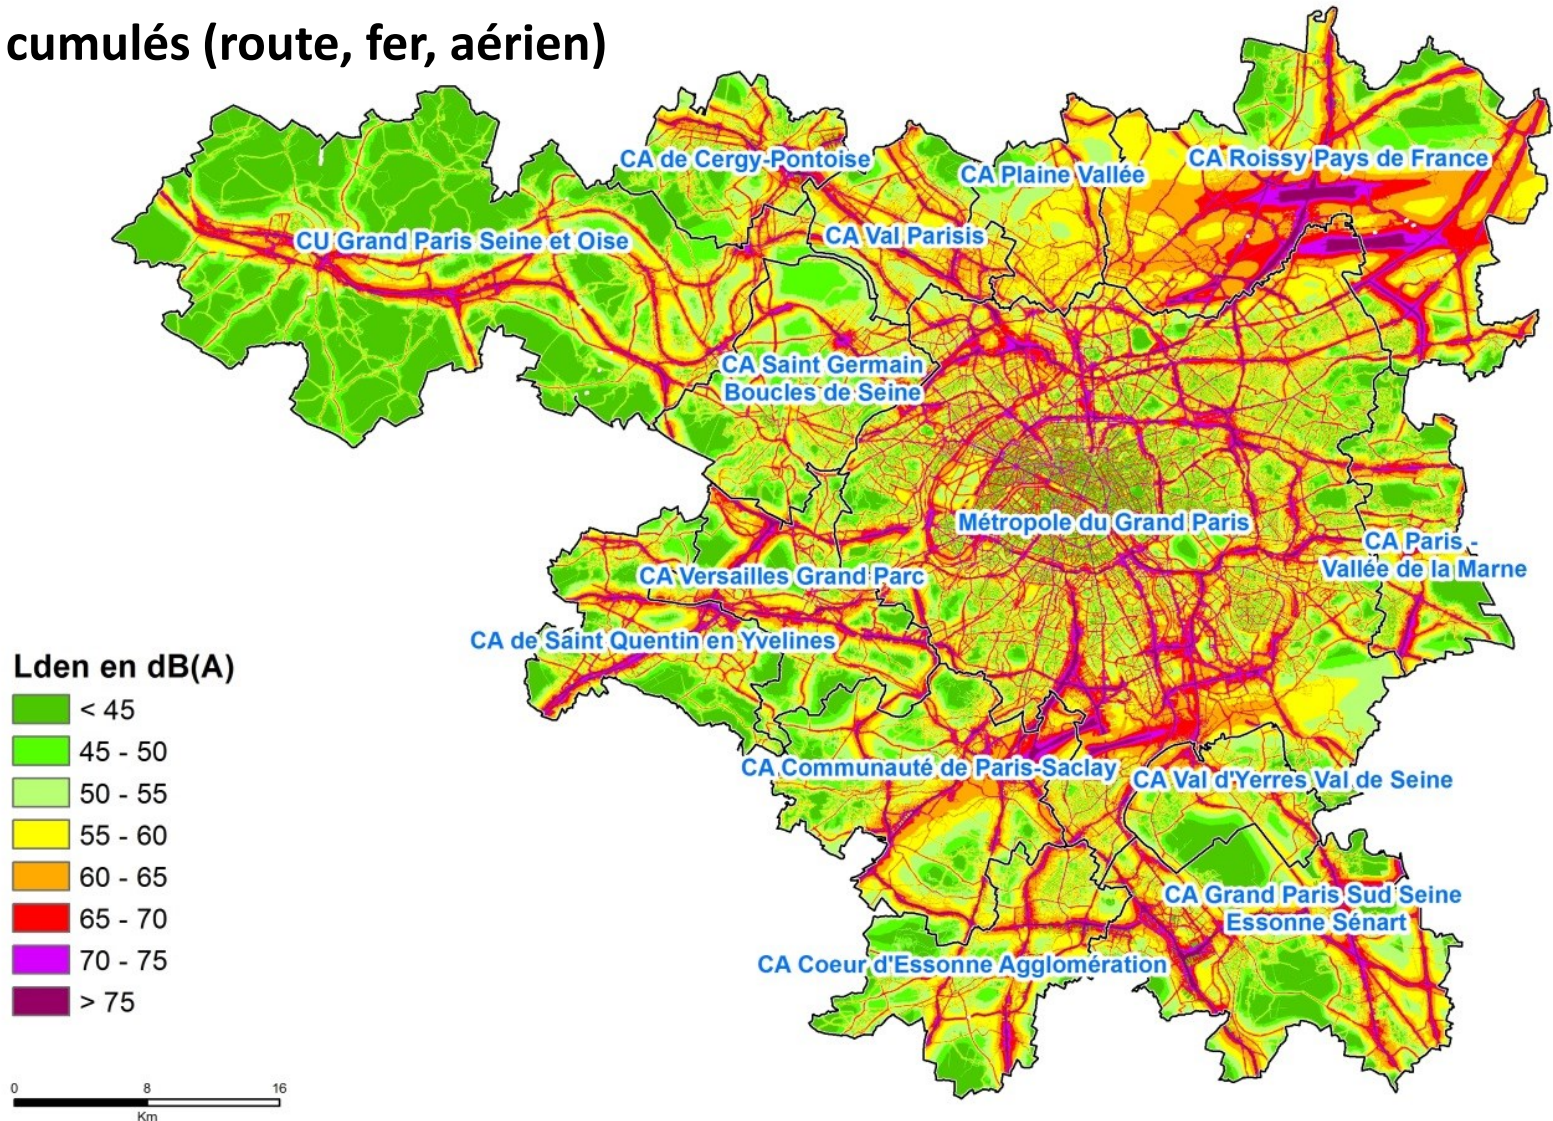 cumulés (route, fer, aérien)
CA de Cergy-Pontoise
CA Plaine Vallée
CA Roissy Pays de France
CU Grand Paris Seine et Oise
CA Val Parisis
CA Saint Germain
Boucles de Seine
Métropole du Grand Paris
CA Paris -
Vallée de la Marne
CA Versailles Grand Parc
CA de Saint Quentin en Yvelines
CA Communauté de Paris-Saclay
CA Val d'Yerres Val de Seine
CA Grand Paris Sud Seine
Essonne Sénart
CA Coeur d'Essonne Agglomération
Lden en dB(A)
< 45
45 - 50
50 - 55
55 - 60
60 - 65
65 - 70
70 - 75
> 75
0 8 16
Km